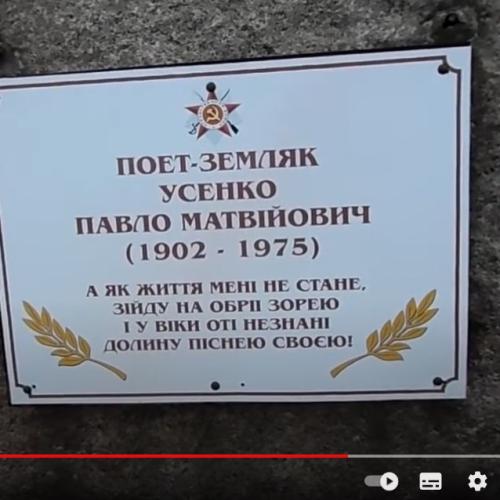 ПОЕТ-ЗЕМЛЯК
УСЕНКО
ПАВЛО МАТВІЙОВИЧ
(1902 - 1975)
А ЯК ЖИТТЯ МЕНІ НЕ СТАНЕ,
ЗІЙДУ НА ОБРІЇ ЗОРЕЮ
І У ВІКИ ОТІ НЕЗНАНІ
ДОЛИНУ ПІСНЕЮ СВОЄЮ!